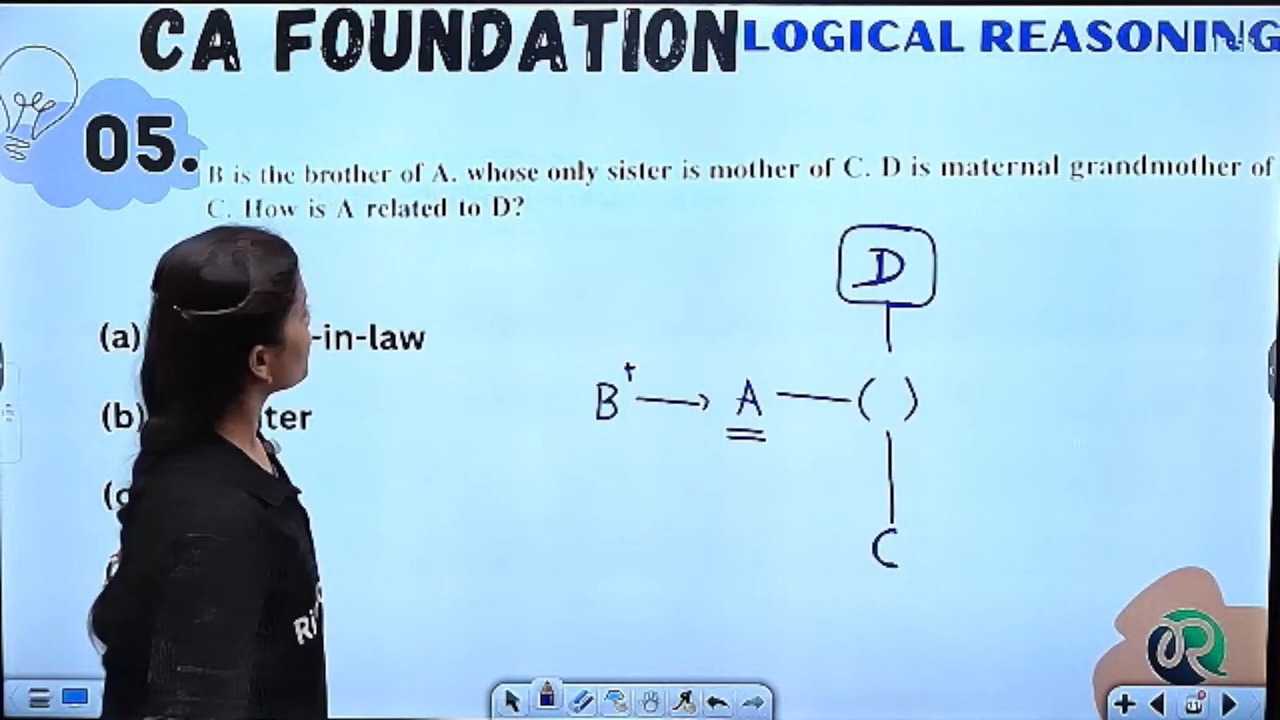 CA FOUNDATION LOGICAL REASONING
05.
B is the brother of A. whose only sister is mother of C. D is maternal grandmother of
C. How is A related to D?
D
(a) -in-law
B+ → A — ( )
(b) ter
(c
C
Ri
R